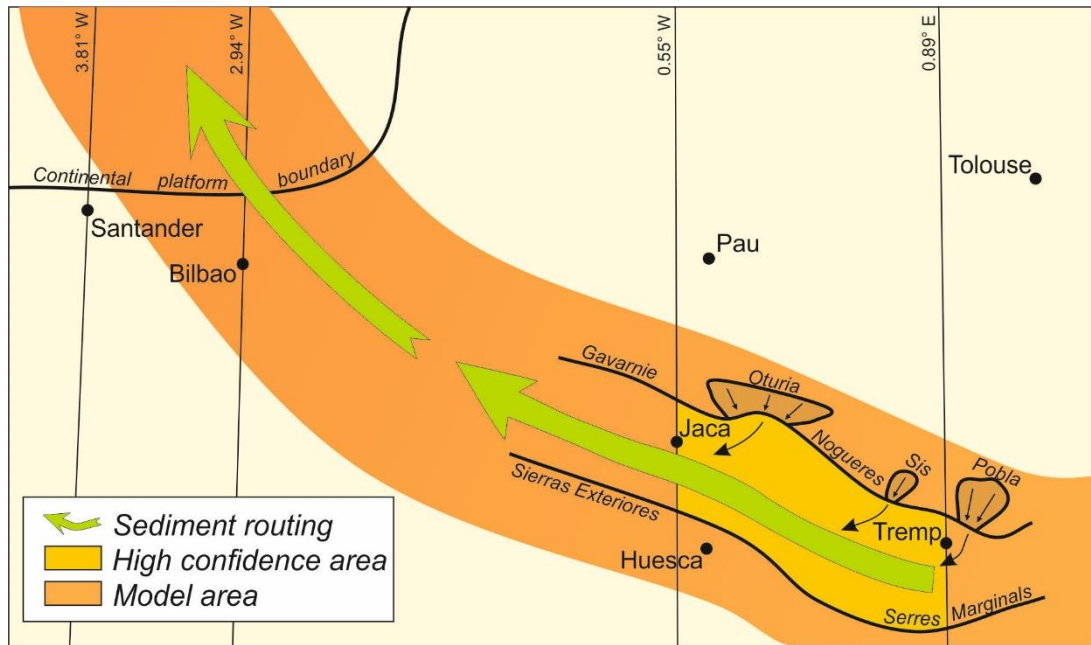 3.81° W
2.94° W
0.55° W
0.89° E
Tolouse
Continental platform boundary
Santander
Pau
Bilbao
Gavarnie
Oturia
Jaca
Nogueres
Sis
Pobla
Sierras Exteriores
Tremp
Huesca
Serres Marginals
Sediment routing
High confidence area
Model area